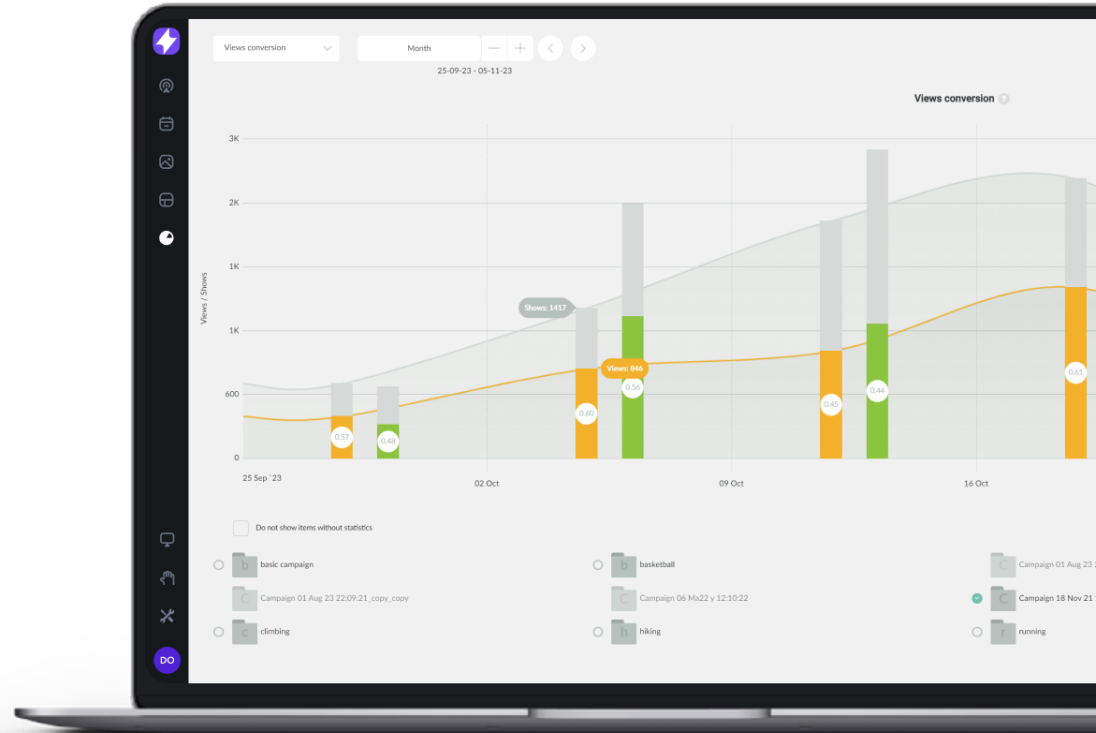 Views conversion
Month
25-09-23 - 05-11-23
Views conversion
3K
2K
1K
1K
600
0
Views / Shows
Shows: 1417
Views: 846
0.57
0.48
0.60
0.56
0.45
0.44
0.61
25 Sep `23
02 Oct
09 Oct
16 Oct
Do not show items without statistics
b basic campaign
b basketball
C Campaign 01 Aug 23
C Campaign 01 Aug 23 22:09:21_copy_copy
C Campaign 06 Ma22 y 12:10:22
C Campaign 18 Nov 21
c climbing
h hiking
r running
DO